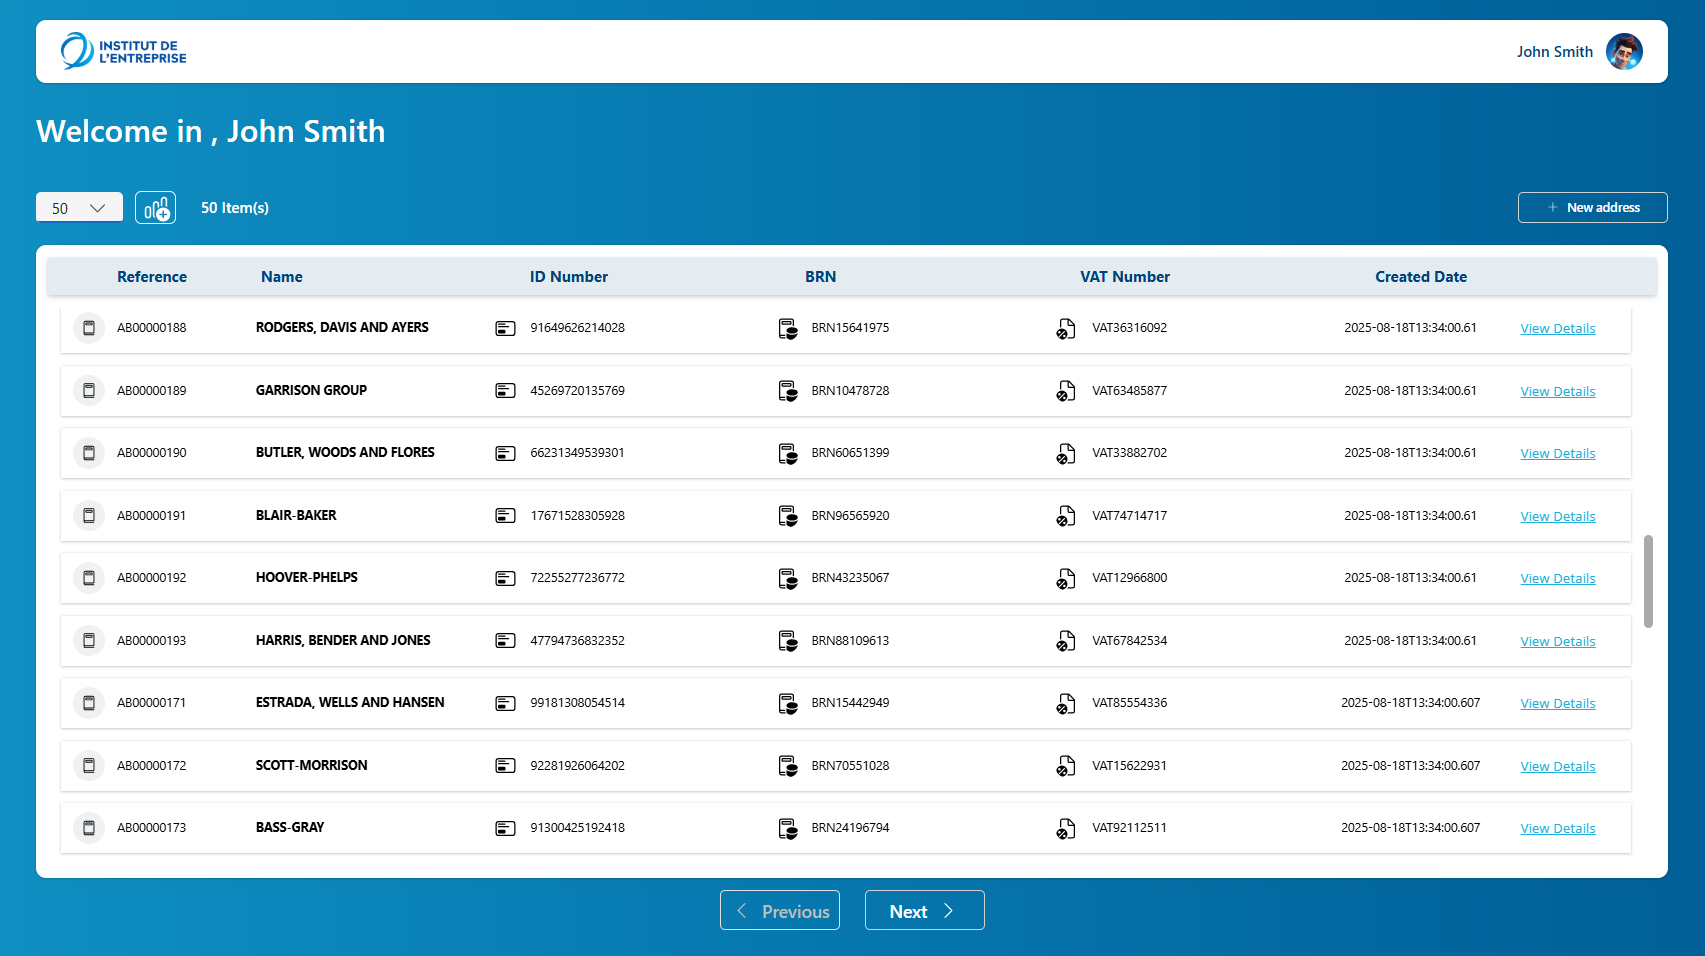 INSTITUT DE
L'ENTREPRISE
John Smith
Welcome in , John Smith
50
50 Item(s)
+ New address
Reference Name ID Number BRN VAT Number Created Date
AB00000188 RODGERS, DAVIS AND AYERS 91649626214028 BRN15641975 VAT36316092 2025-08-18T13:34:00.61 View Details
AB00000189 GARRISON GROUP 45269720135769 BRN10478728 VAT63485877 2025-08-18T13:34:00.61 View Details
AB00000190 BUTLER, WOODS AND FLORES 66231349539301 BRN60651399 VAT33882702 2025-08-18T13:34:00.61 View Details
AB00000191 BLAIR-BAKER 17671528305928 BRN96565920 VAT74714717 2025-08-18T13:34:00.61 View Details
AB00000192 HOOVER-PHELPS 72255277236772 BRN43235067 VAT12966800 2025-08-18T13:34:00.61 View Details
AB00000193 HARRIS, BENDER AND JONES 47794736832352 BRN88109613 VAT67842534 2025-08-18T13:34:00.61 View Details
AB00000171 ESTRADA, WELLS AND HANSEN 99181308054514 BRN15442949 VAT85554336 2025-08-18T13:34:00.607 View Details
AB00000172 SCOTT-MORRISON 92281926064202 BRN70551028 VAT15622931 2025-08-18T13:34:00.607 View Details
AB00000173 BASS-GRAY 91300425192418 BRN24196794 VAT92112511 2025-08-18T13:34:00.607 View Details
Previous
Next